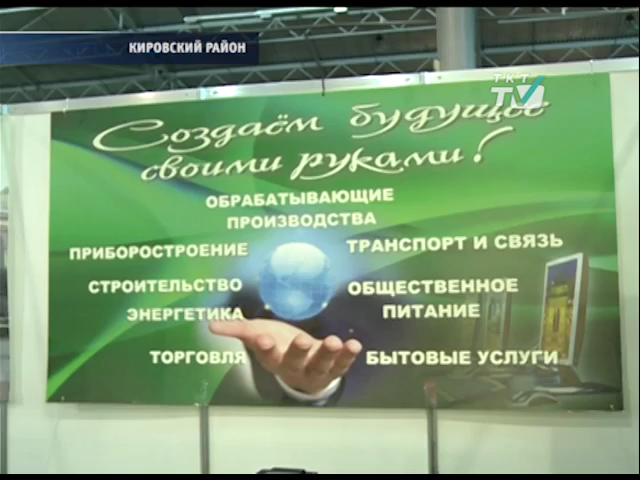 КИРОВСКИЙ РАЙОН
ТКТ
TV
Создаём будущее
своими руками!
ОБРАБАТЫВАЮЩИЕ
ПРОИЗВОДСТВА
ПРИБОРОСТРОЕНИЕ
ТРАНСПОРТ И СВЯЗЬ
СТРОИТЕЛЬСТВО
ОБЩЕСТВЕННОЕ
ПИТАНИЕ
ЭНЕРГЕТИКА
ТОРГОВЛЯ
БЫТОВЫЕ УСЛУГИ